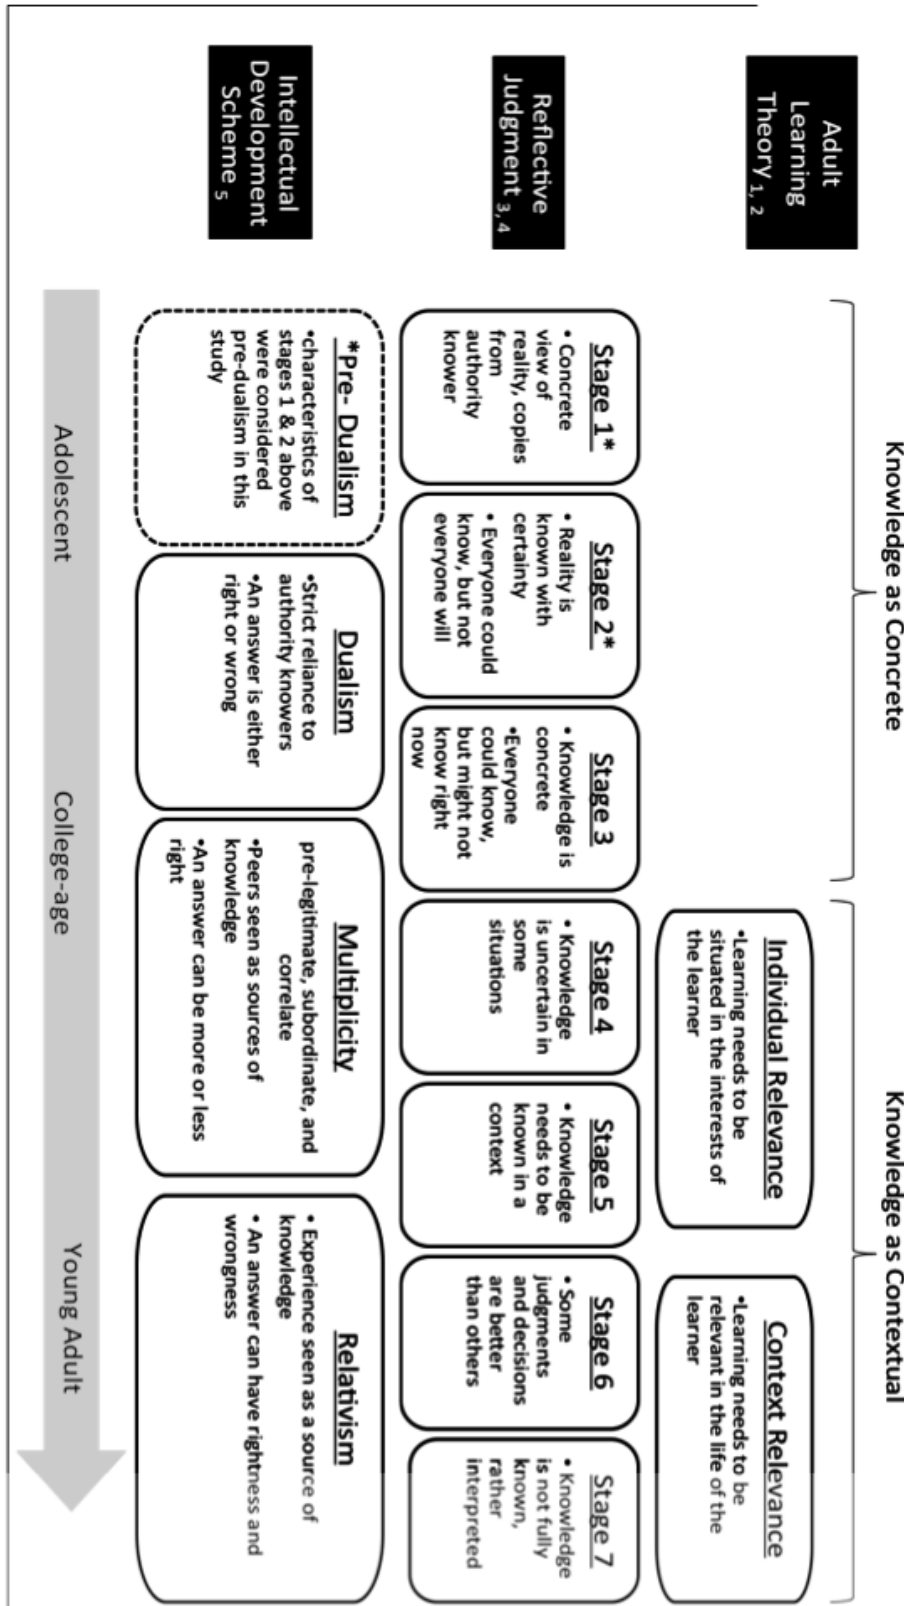 Knowledge as Concrete
Knowledge as Contextual
Adult
Learning
Theory 1, 2
Individual Relevance
•Learning needs to be
situated in the interests of
the learner
Context Relevance
•Learning needs to be
relevant in the life of the
learner
Reflective
Judgment 3, 4
Stage 1*
• Concrete
view of
reality, copies
from
authority
knower
Stage 2*
• Reality is
known with
certainty
• Everyone could
know, but not
everyone will
Stage 3
• Knowledge is
concrete
•Everyone
could know,
but might not
know right
now
Stage 4
• Knowledge
is uncertain in
some
situations
Stage 5
• Knowledge
needs to be
known in a
context
Stage 6
• Some
judgments
and decisions
are better
than others
Stage 7
• Knowledge
is not fully
known,
rather
interpreted
Intellectual
Development
Scheme 5
*Pre- Dualism
•characteristics of
stages 1 & 2 above
were considered
pre-dualism in this
study
Dualism
•Strict reliance to
authority knowers
•An answer is either
right or wrong
Multiplicity
pre-legitimate, subordinate, and
correlate
•Peers seen as sources of
knowledge
•An answer can be more or less
right
Relativism
• Experience seen as a source of
knowledge
• An answer can have rightness and
wrongness
Adolescent
College-age
Young Adult